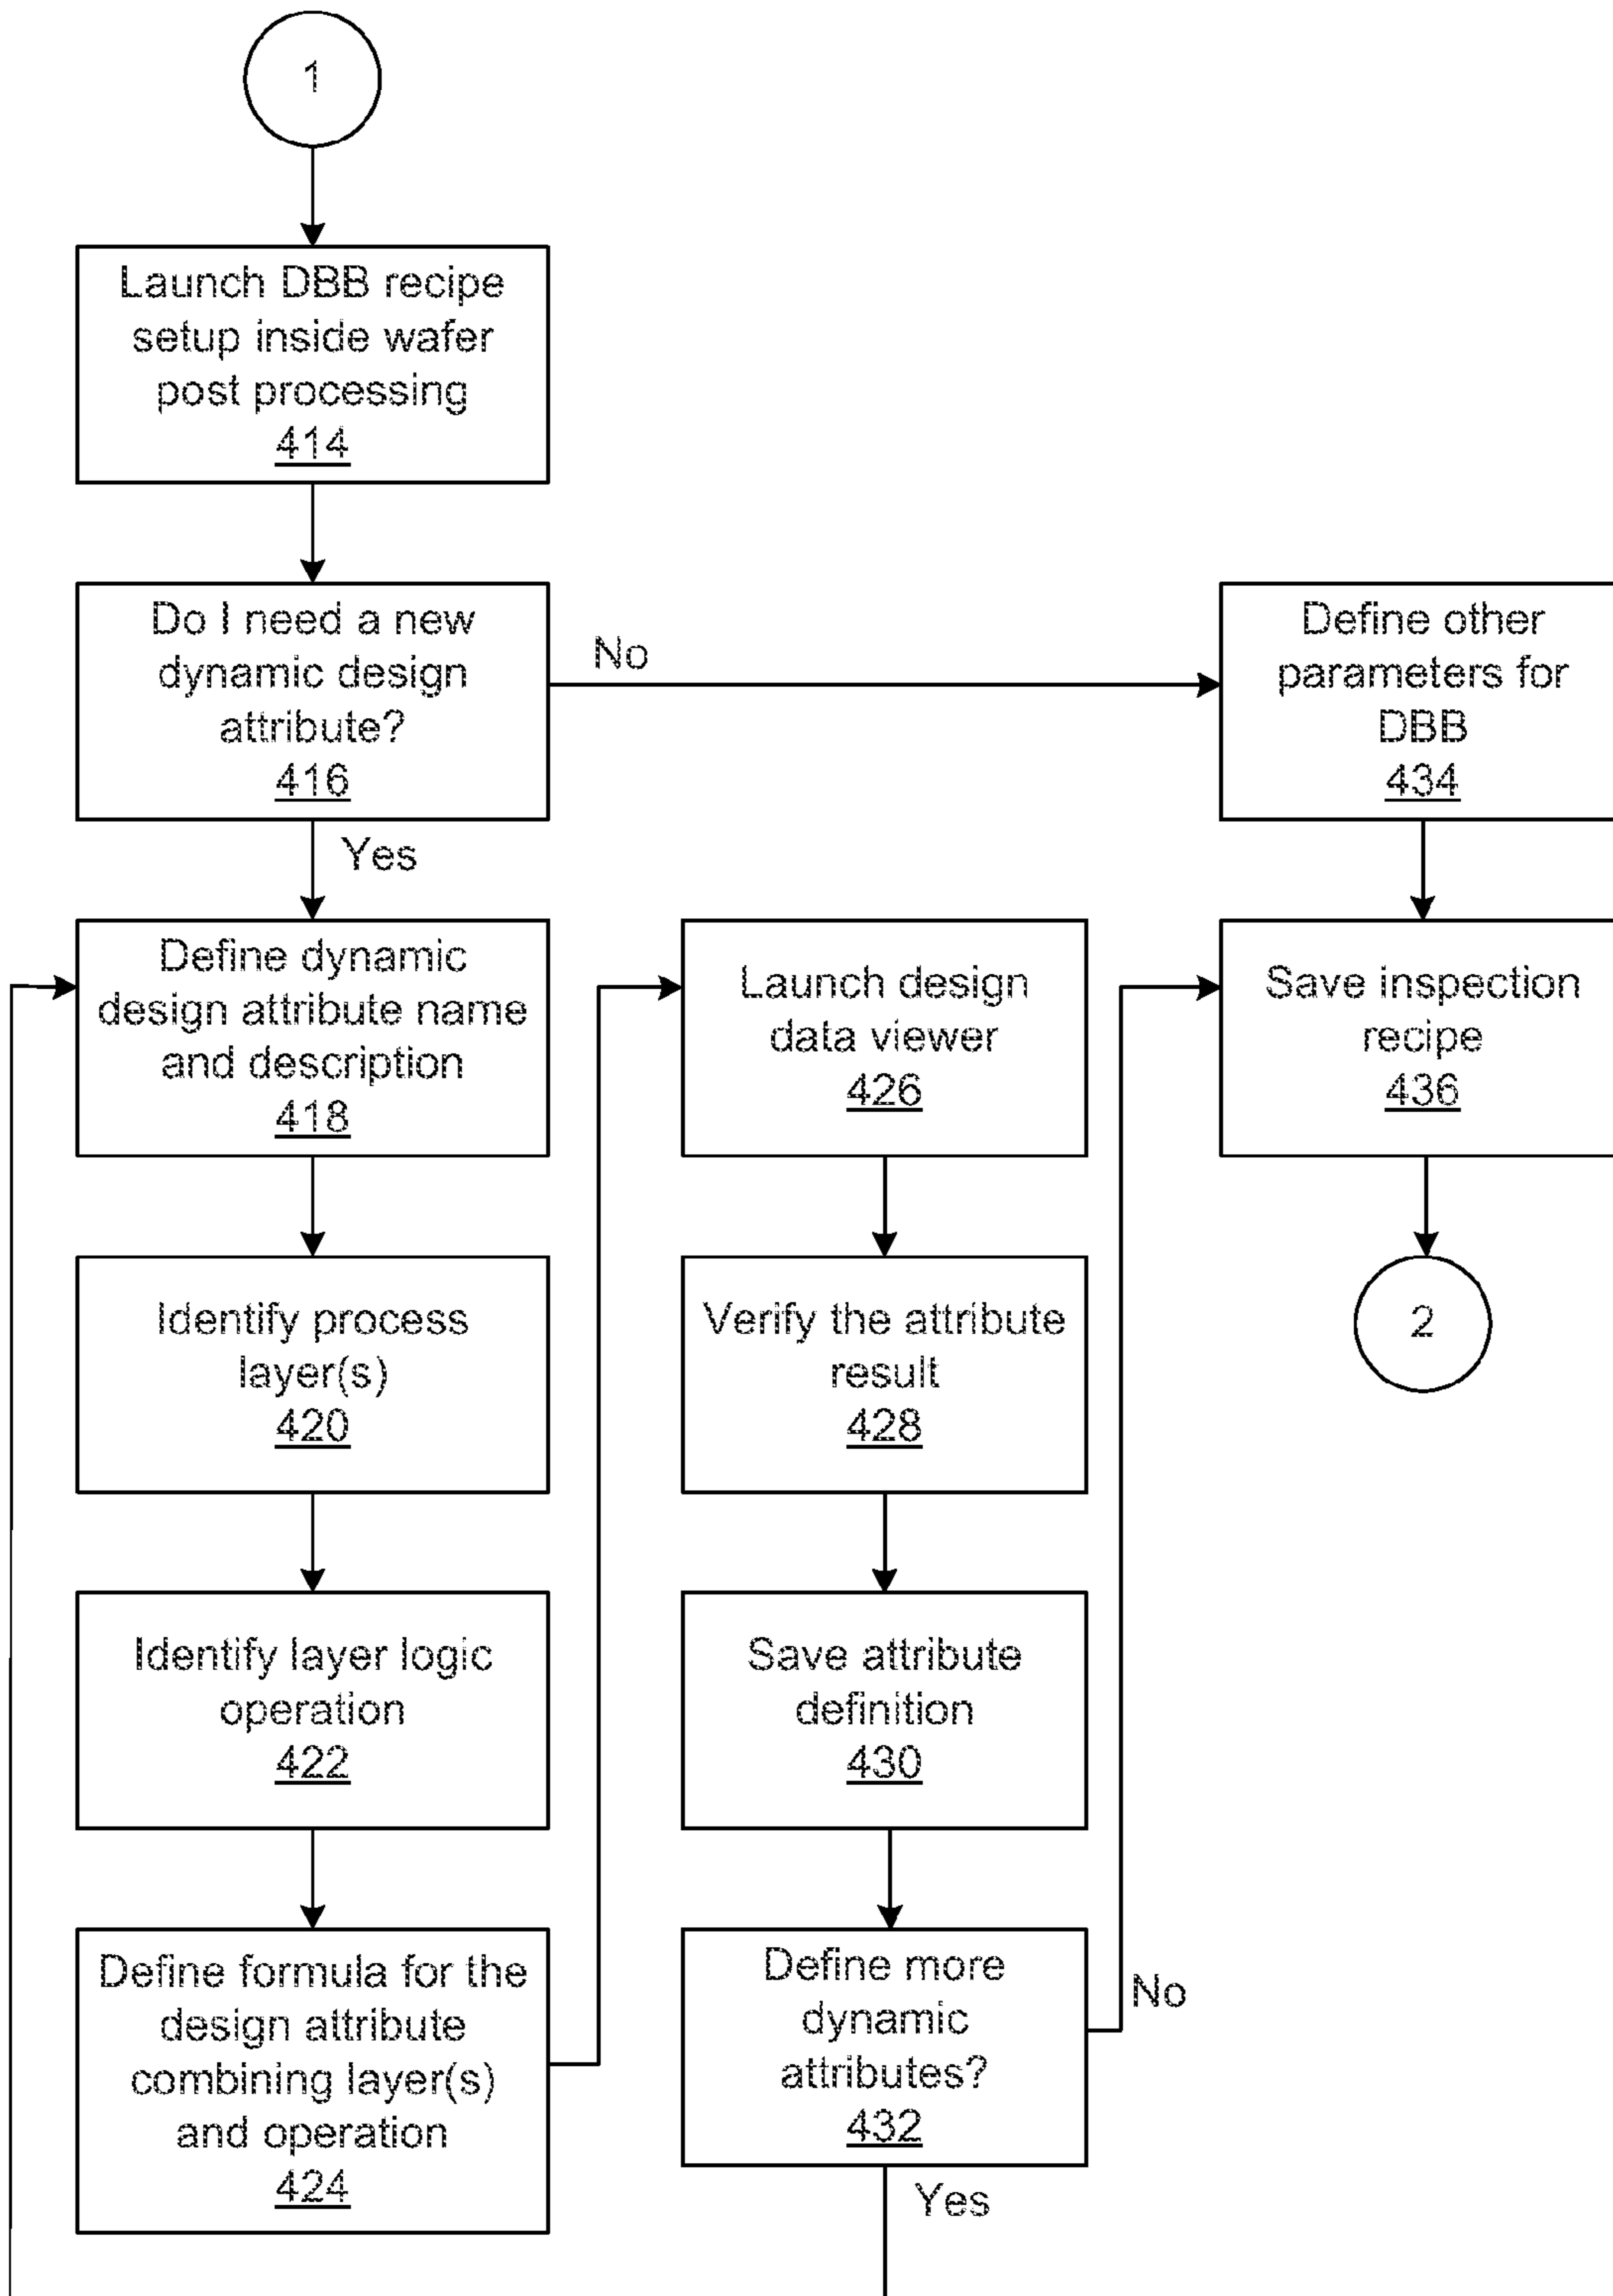 1
Launch DBB recipe
setup inside wafer
post processing
414
Do I need a new
dynamic design
attribute?
416
No
Yes
Define other
parameters for
DBB
434
Define dynamic
design attribute name
and description
418
Identify process
layer(s)
420
Identify layer logic
operation
422
Define formula for the
design attribute
combining layer(s)
and operation
424
Launch design
data viewer
426
Verify the attribute
result
428
Save attribute
definition
430
Define more
dynamic
attributes?
432
No
Yes
Save inspection
recipe
436
2